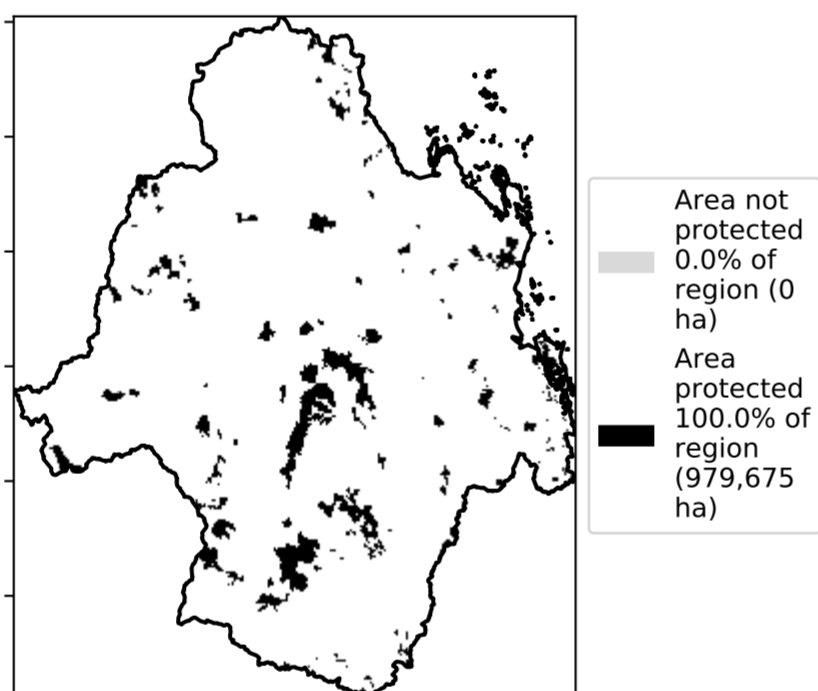 Area not
protected
0.0% of
region (0
ha)
Area
protected
100.0% of
region
(979,675
ha)